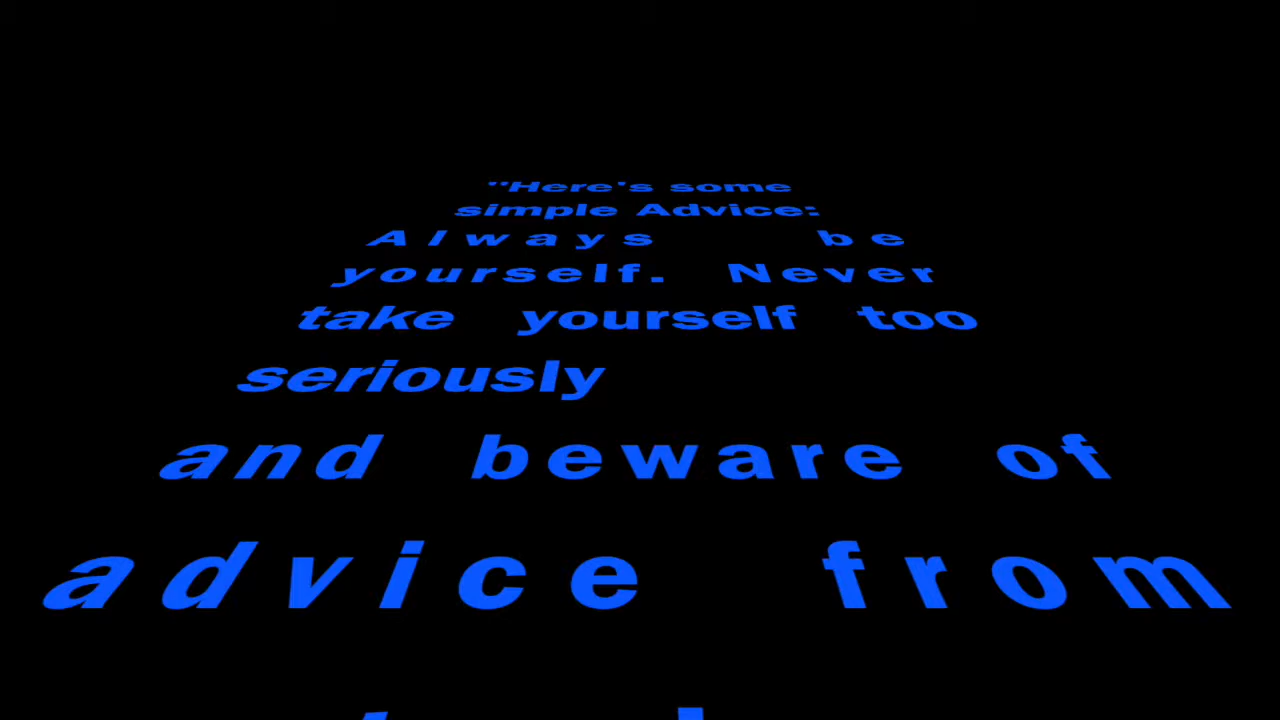 "Here's some
simple Advice:
Always be
yourself. Never
take yourself too
seriously
and beware of
advice from